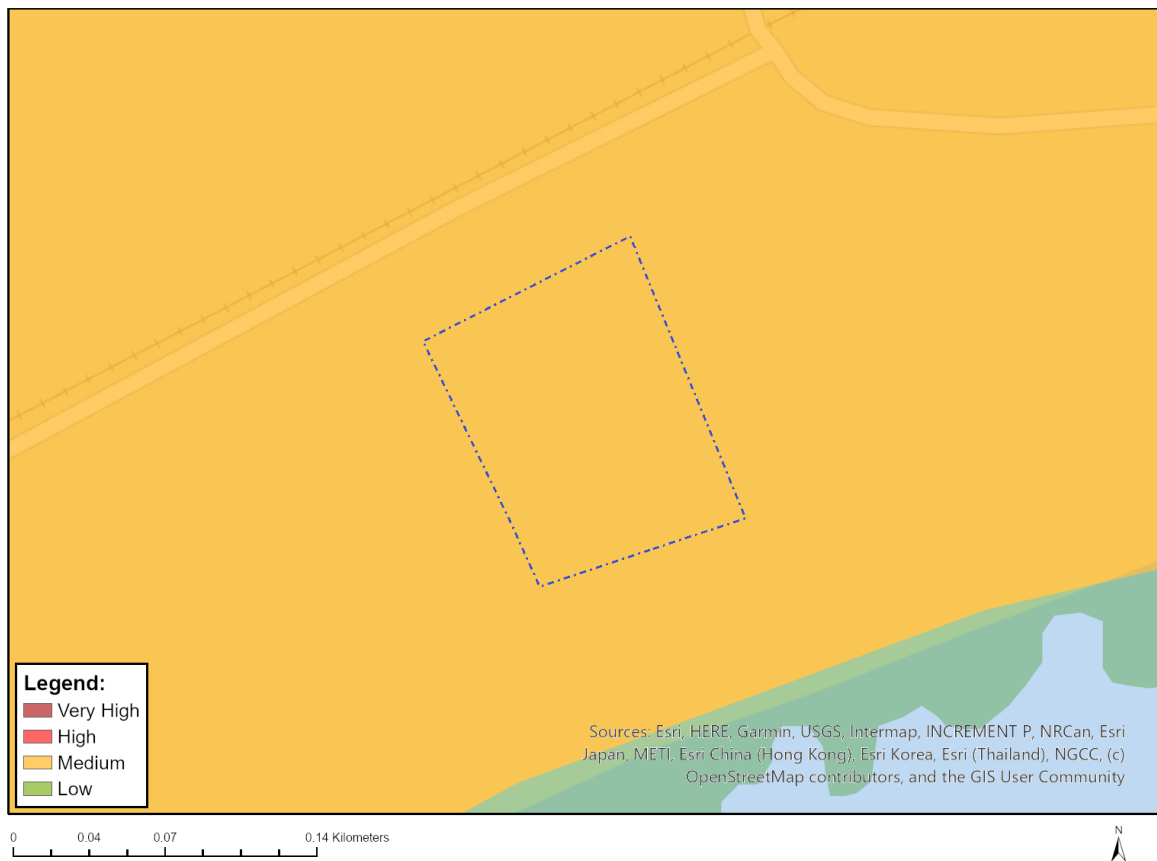 Legend:
Very High
High
Medium
Low
Sources: Esri, HERE, Garmin, USGS, Intermap, INCREMENT P, NRCan, Esri
Japan, METI, Esri China (Hong Kong), Esri Korea, Esri (Thailand), NGCC, (c)
OpenStreetMap contributors, and the GIS User Community
0 0.04 0.07 0.14 Kilometers
N